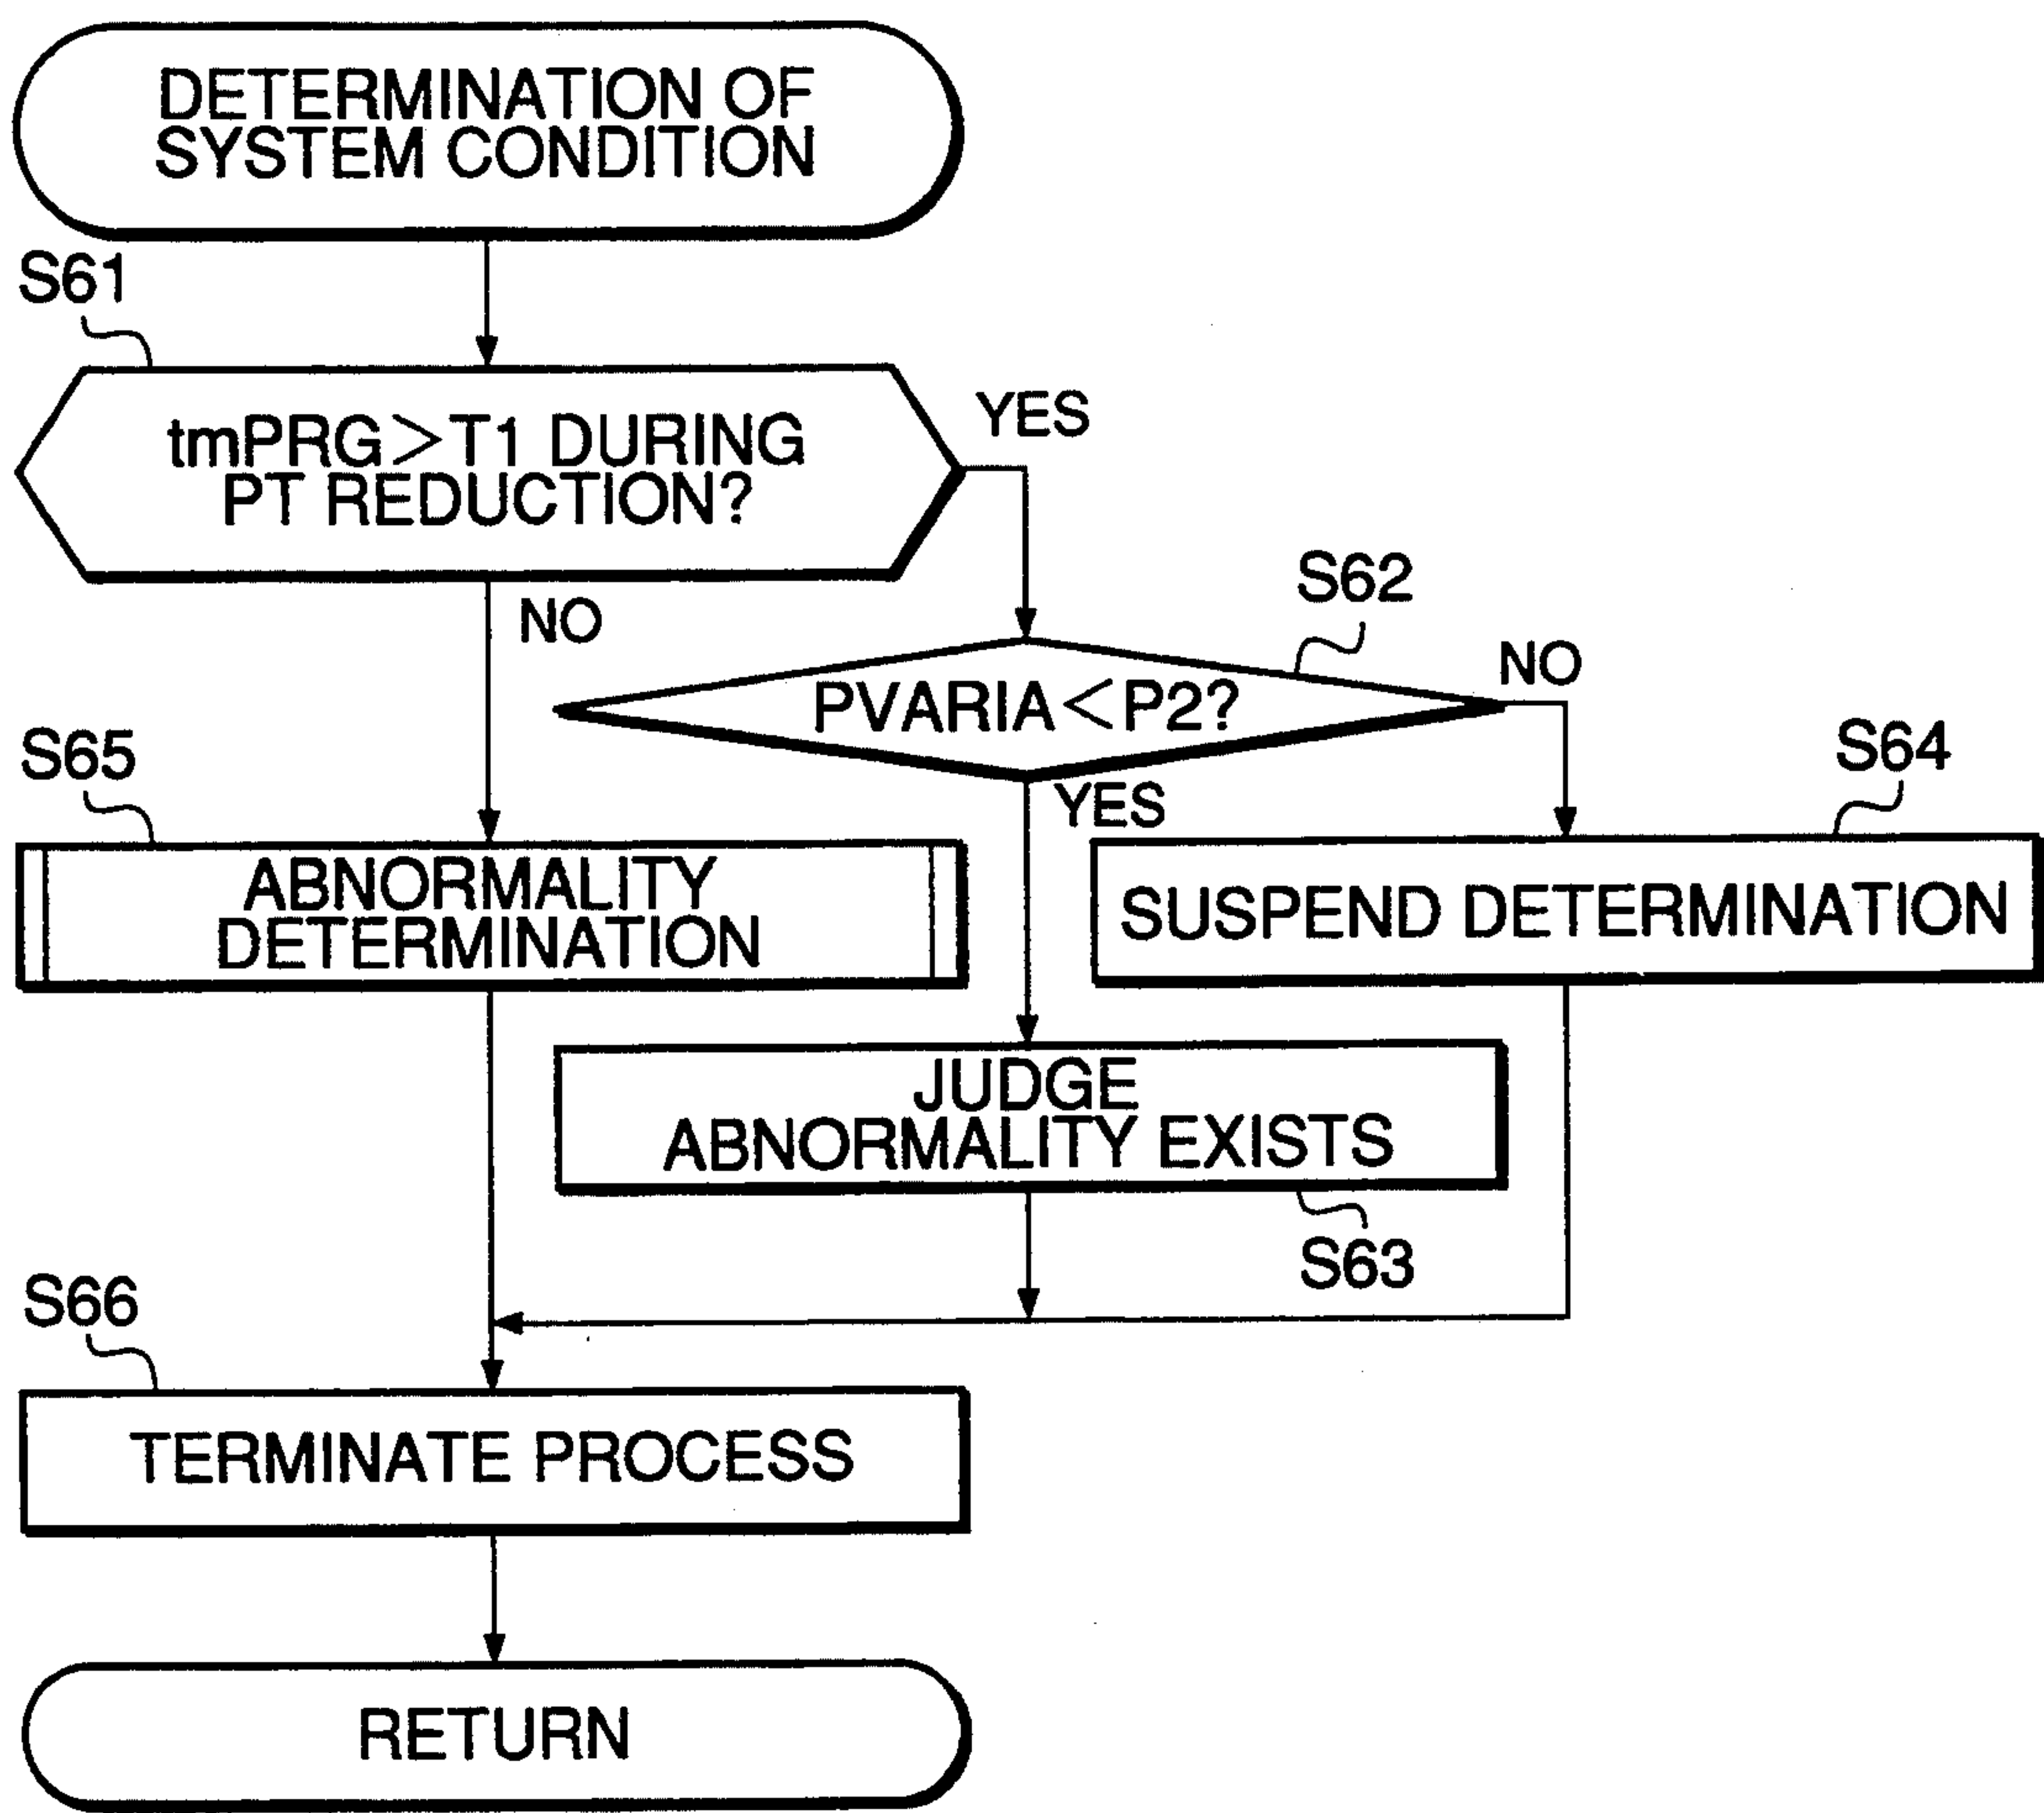 DETERMINATION OF
SYSTEM CONDITION
S61
tmPRG>T1 DURING
PT REDUCTION?
YES
NO
S62
PVARIA<P2?
NO
YES
S65
ABNORMALITY
DETERMINATION
S64
SUSPEND DETERMINATION
JUDGE
ABNORMALITY EXISTS
S63
S66
TERMINATE PROCESS
RETURN